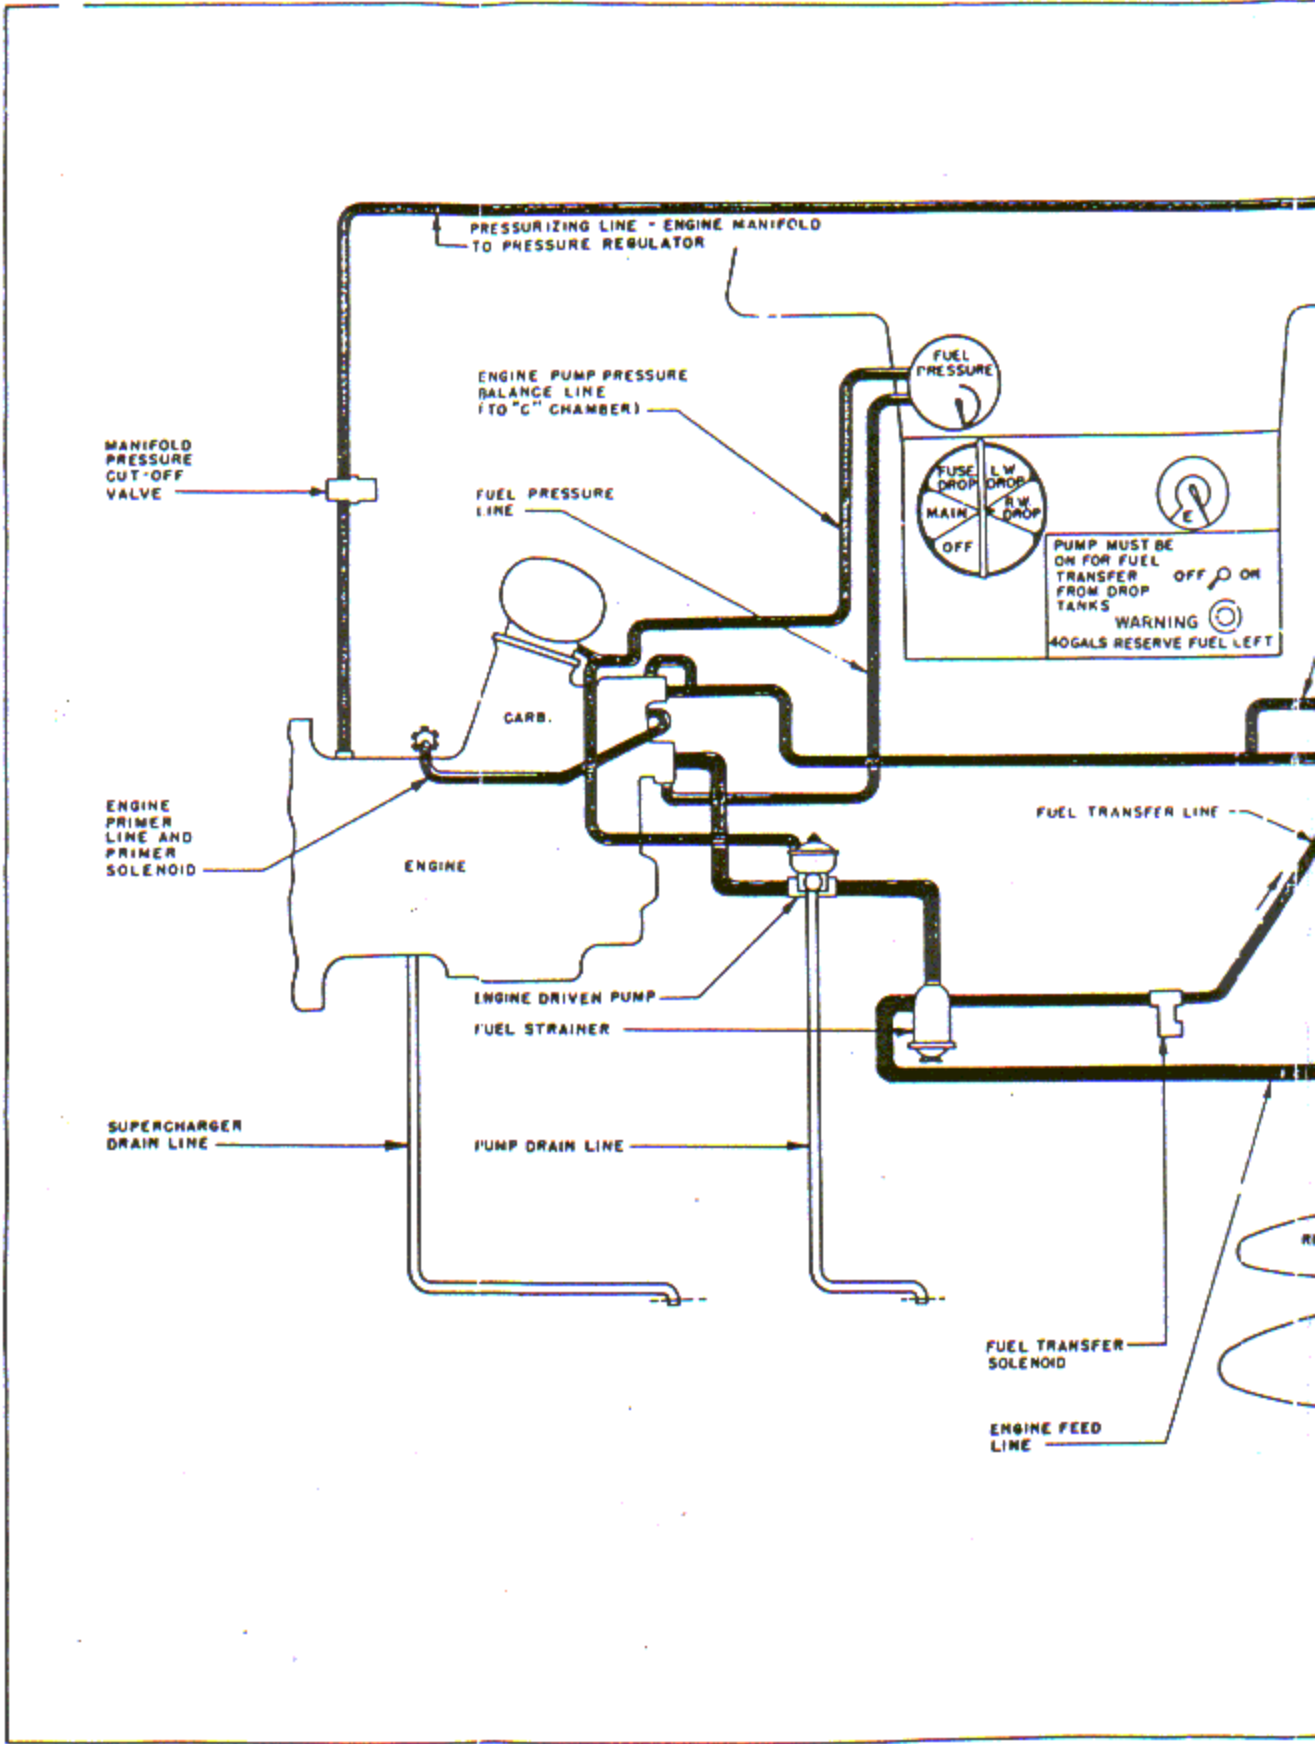 PRESSURIZING LINE - ENGINE MANIFOLD
TO PRESSURE REGULATOR
FUEL
PRESSURE
ENGINE PUMP PRESSURE
BALANCE LINE
(TO "C" CHAMBER)
MANIFOLD
PRESSURE
CUT-OFF
VALVE
FUEL PRESSURE
LINE
FUSE DROP
L.W. DROP
MAIN
R.W. DROP
OFF
E
PUMP MUST BE
ON FOR FUEL
TRANSFER
FROM DROP
TANKS
OFF ON
WARNING
40GALS RESERVE FUEL LEFT
CARB.
ENGINE
PRIMER
LINE AND
PRIMER
SOLENOID
ENGINE
FUEL TRANSFER LINE
ENGINE DRIVEN PUMP
FUEL STRAINER
SUPERCHARGER
DRAIN LINE
PUMP DRAIN LINE
FUEL TRANSFER
SOLENOID
ENGINE FEED
LINE